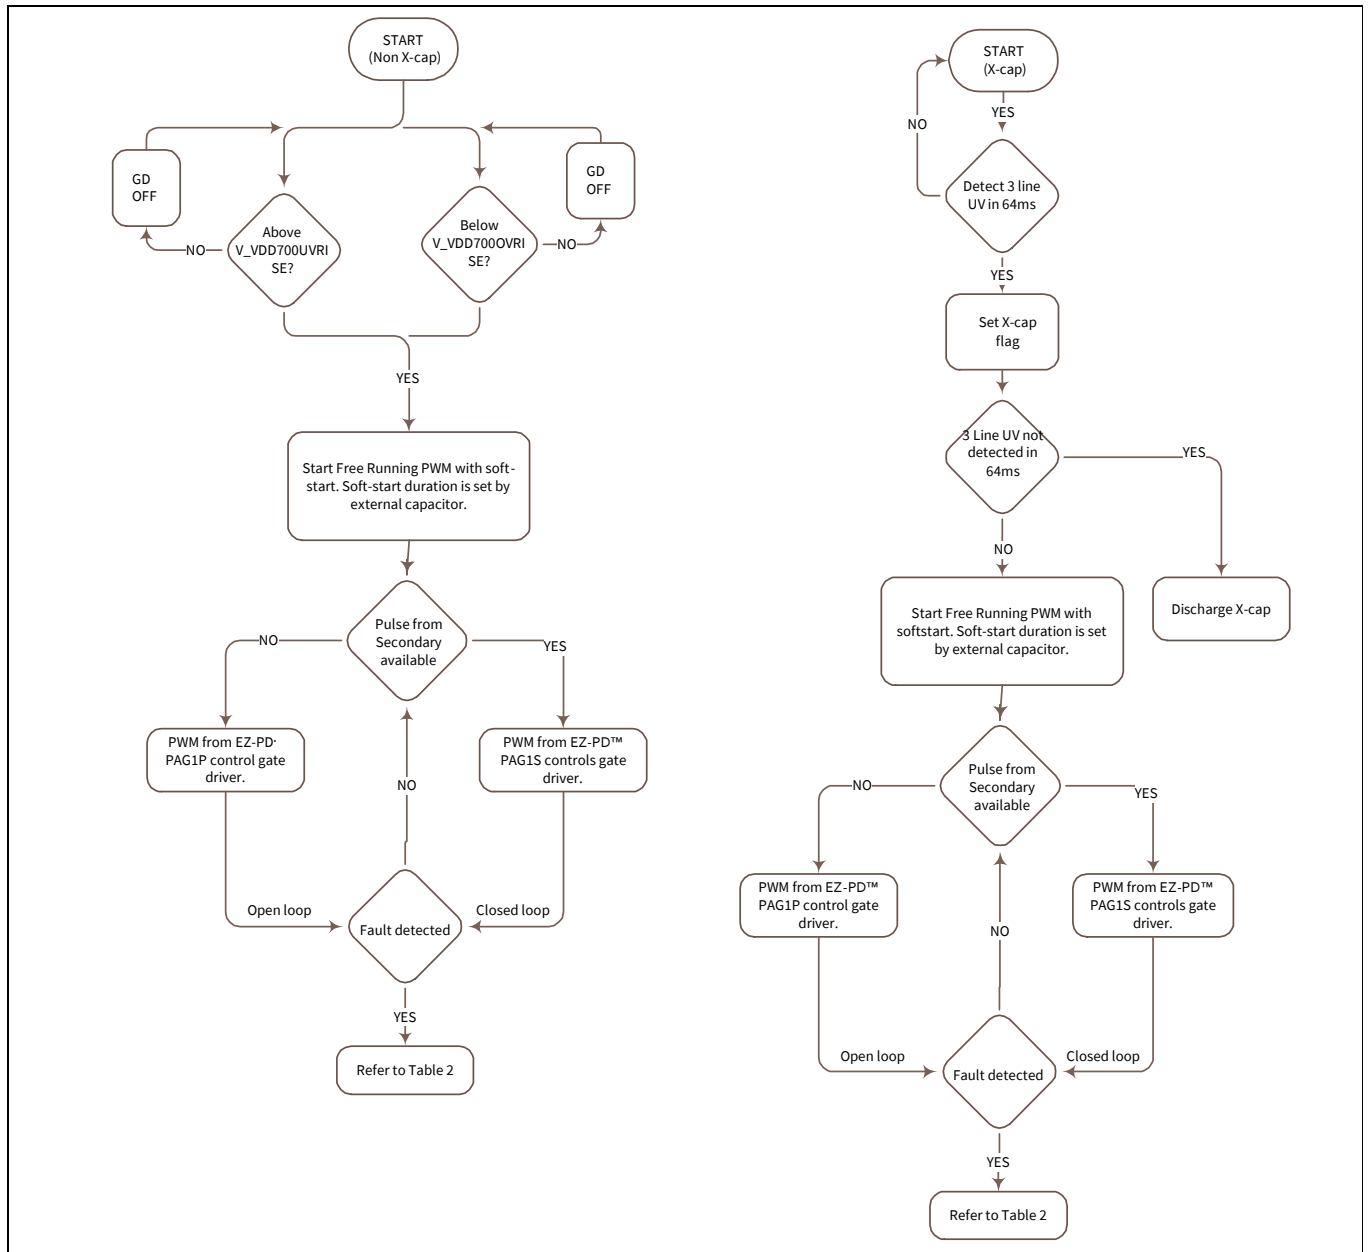 START
(Non X-cap)
GD
OFF
GD
OFF
Above
V_VDD700UVRI
SE?
NO
Below
V_VDD700OVRI
SE?
NO
YES
Start Free Running PWM with soft-
start. Soft-start duration is set by
external capacitor.
Pulse from
Secondary
available
NO
YES
PWM from EZ-PD™
PAG1P control gate
driver.
PWM from EZ-PD™
PAG1S controls gate
driver.
NO
Open loop
Closed loop
Fault detected
YES
Refer to Table 2
START
(X-cap)
YES
NO
Detect 3 line
UV in 64ms
YES
Set X-cap
flag
3 Line UV not
detected in
64ms
YES
NO
Discharge X-cap
Start Free Running PWM with
softstart. Soft-start duration is set
by external capacitor.
Pulse from
Secondary
available
NO
YES
PWM from EZ-PD™
PAG1P control gate
driver.
PWM from EZ-PD™
PAG1S controls gate
driver.
NO
Open loop
Closed loop
Fault detected
YES
Refer to Table 2